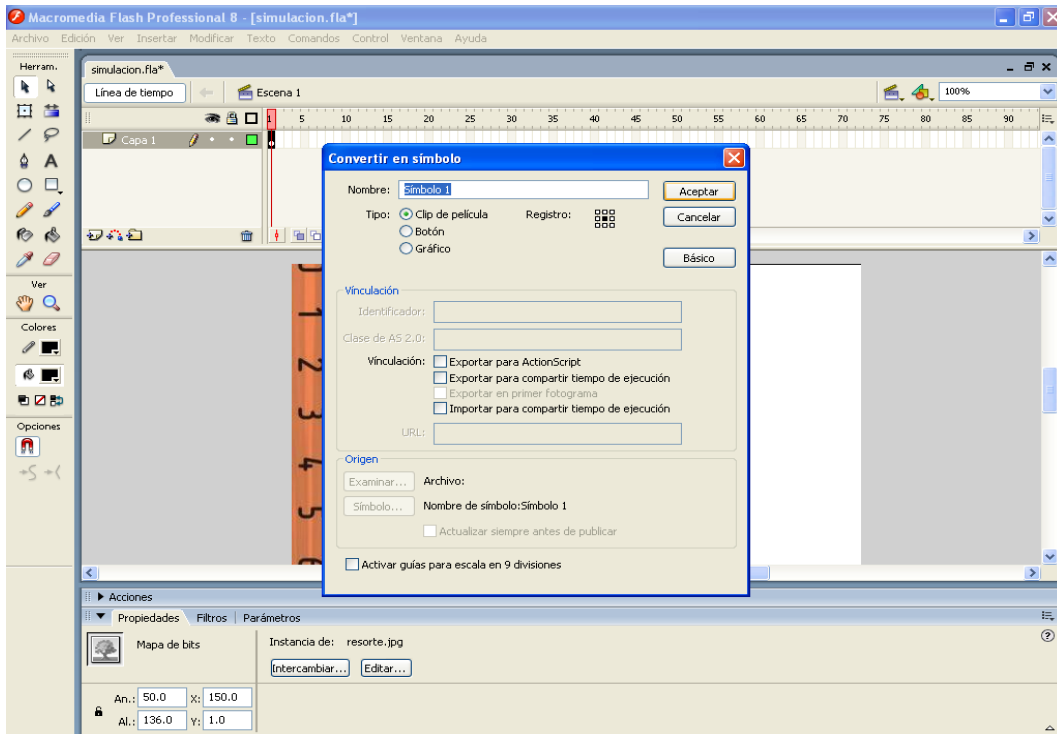 Macromedia Flash Professional 8 - [simulacion.fla*]
Archivo Edición Ver Insertar Modificar Texto Comandos Control Ventana Ayuda
Herram.
simulacion.fla*
Línea de tiempo
Escena 1
100%
1 5 10 15 20 25 30 35 40 45 50 55 60 65 70 75 80 85 90
Capa 1
Convertir en símbolo
Nombre: Símbolo 1
Aceptar
Tipo: Clip de película
Registro:
Cancelar
Botón
Gráfico
Básico
Ver
Colores
Opciones
1
2
3
4
5
Vinculación
Identificador:
Clase de AS 2.0:
Vinculación: Exportar para ActionScript
Exportar para compartir tiempo de ejecución
Exportar en primer fotograma
Importar para compartir tiempo de ejecución
URL:
Origen
Examinar... Archivo:
Símbolo... Nombre de símbolo:Símbolo 1
Actualizar siempre antes de publicar
Activar guías para escala en 9 divisiones
Acciones
Propiedades Filtros Parámetros
Mapa de bits
Instancia de: resorte.jpg
Intercambiar... Editar...
An.: 50.0 X: 150.0
Al.: 136.0 Y: 1.0